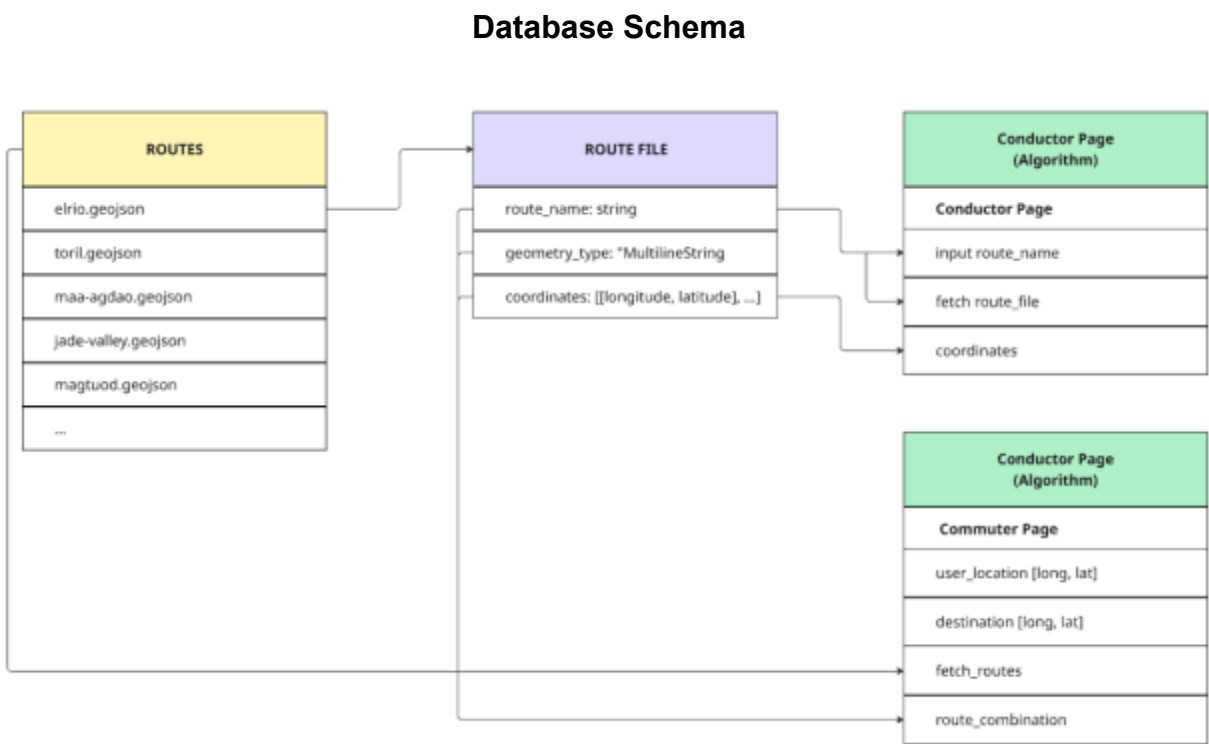 Database Schema
ROUTES
elrio.geojson
toril.geojson
maa-agdao.geojson
jade-valley.geojson
magtuod.geojson
...
ROUTE FILE
route_name: string
geometry_type: "MultilineString
coordinates: [[longitude, latitude], ...]
Conductor Page
(Algorithm)
Conductor Page
input route_name
fetch route_file
coordinates
Conductor Page
(Algorithm)
Commuter Page
user_location [long, lat]
destination [long, lat]
fetch_routes
route_combination